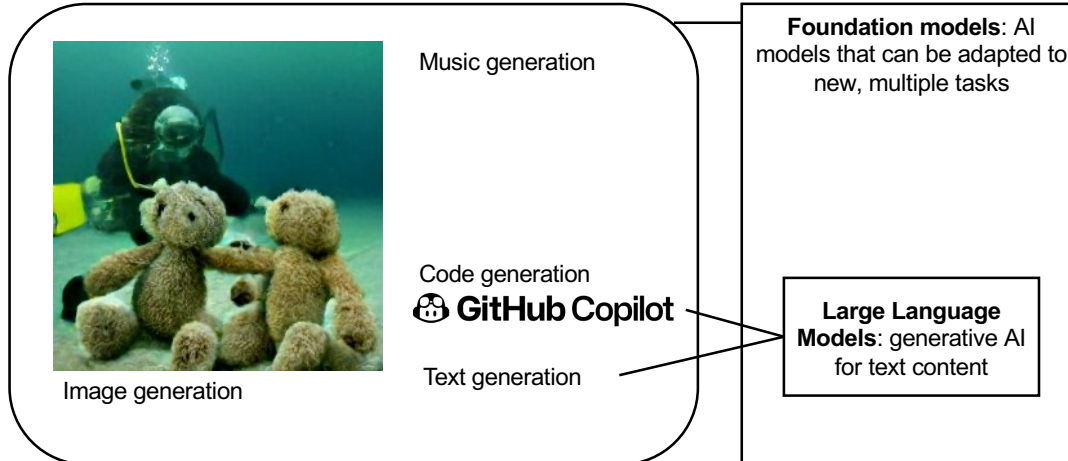 Music generation
Code generation
GitHub Copilot
Text generation
Image generation
Foundation models: AI
models that can be adapted to
new, multiple tasks
Large Language
Models: generative AI
for text content